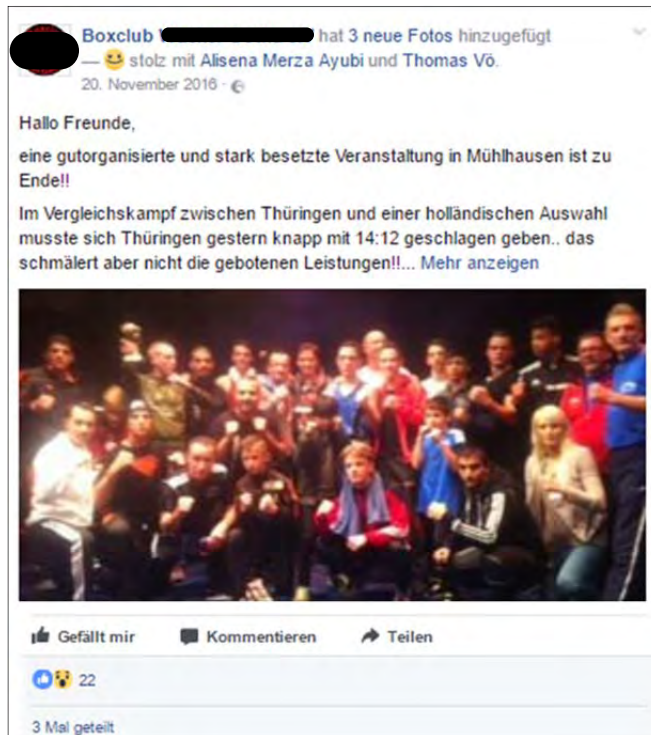 Boxclub hat 3 neue Fotos hinzugefügt
— stolz mit Alisena Merza Ayubi und Thomas Vö.
20. November 2016 ·
Hallo Freunde,
eine gutorganisierte und stark besetzte Veranstaltung in Mühlhausen ist zu
Ende!!
Im Vergleichskampf zwischen Thüringen und einer holländischen Auswahl
musste sich Thüringen gestern knapp mit 14:12 geschlagen geben.. das
schmälert aber nicht die gebotenen Leistungen!!... Mehr anzeigen
Gefällt mir Kommentieren Teilen
22
3 Mal geteilt